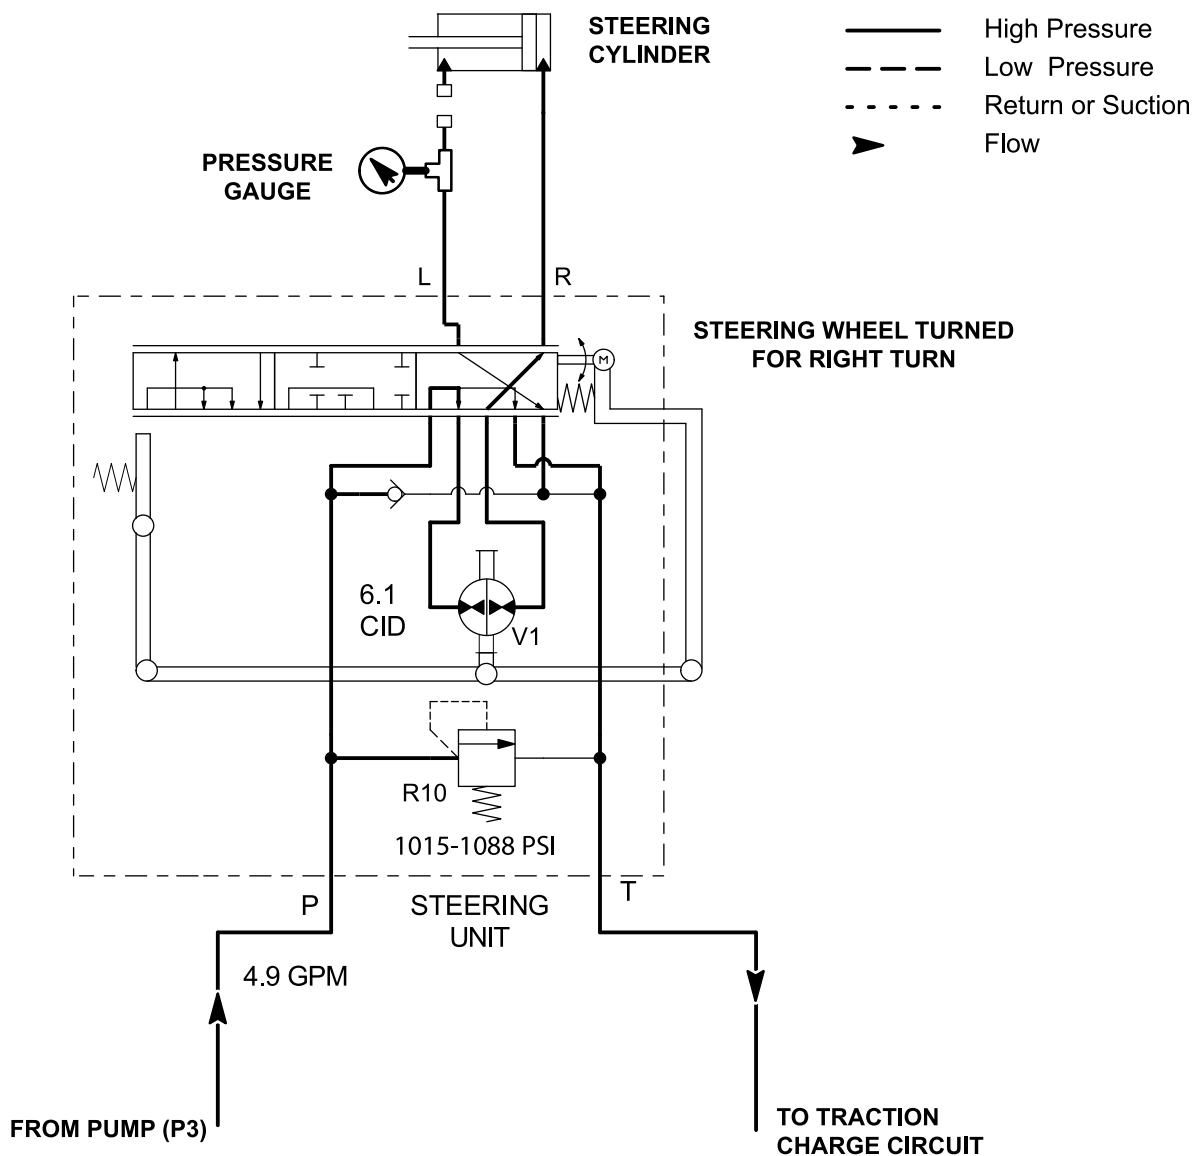 STEERING
CYLINDER
High Pressure
Low Pressure
Return or Suction
Flow
PRESSURE
GAUGE
L
R
STEERING WHEEL TURNED
FOR RIGHT TURN
M
6.1
CID
V1
R10
1015-1088 PSI
P
STEERING
UNIT
T
4.9 GPM
FROM PUMP (P3)
TO TRACTION
CHARGE CIRCUIT